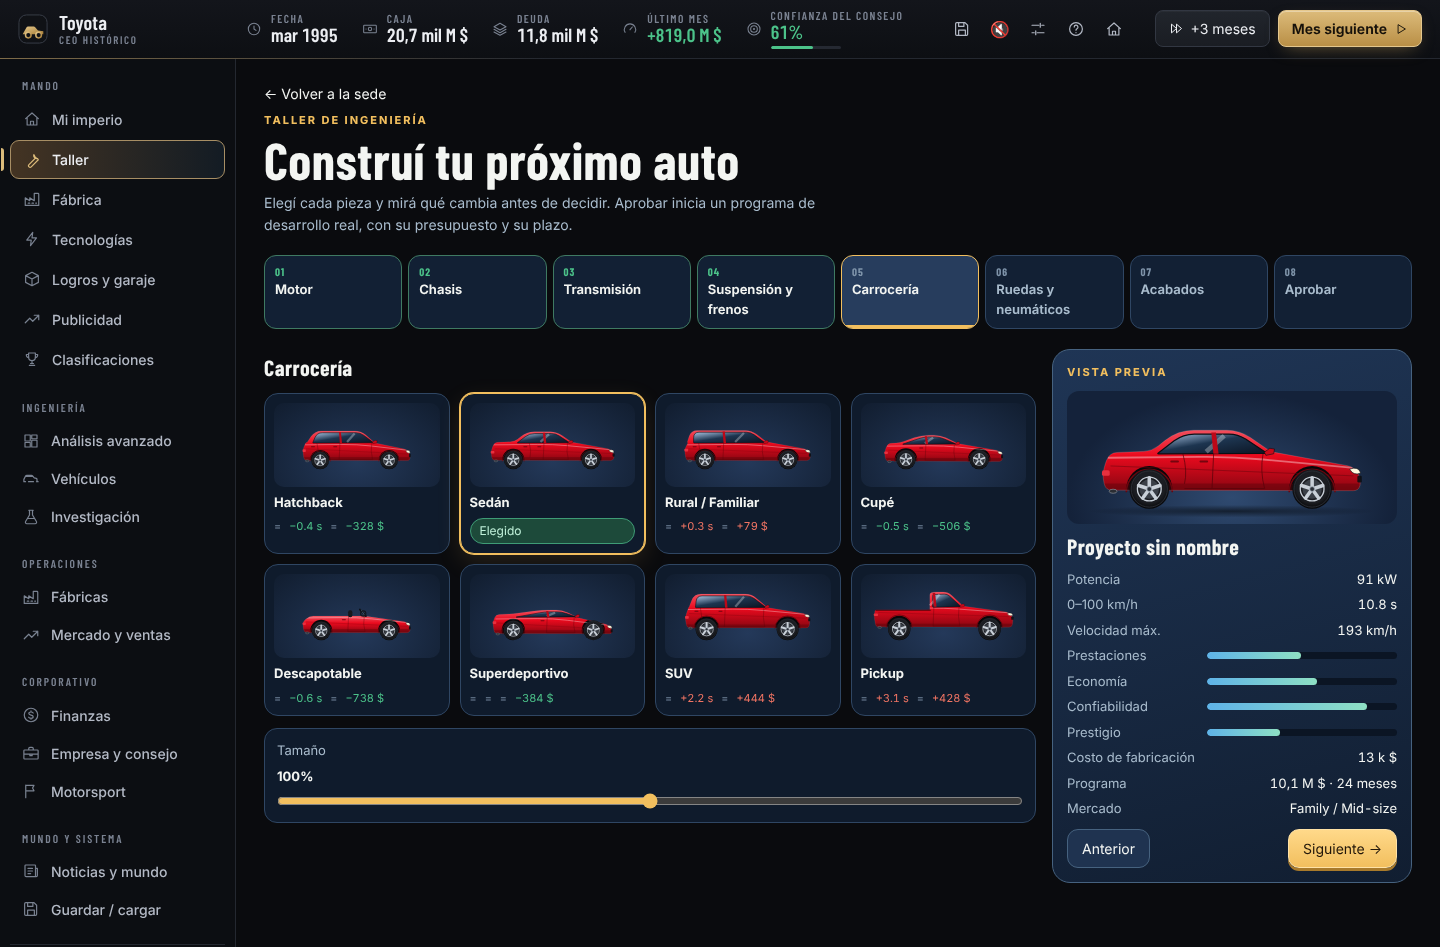 Toyota
CEO HISTÓRICO
FECHA
mar 1995
CAJA
20,7 mil M $
DEUDA
11,8 mil M $
ÚLTIMO MES
+819,0 M $
CONFIANZA DEL CONSEJO
61%
+3 meses
Mes siguiente
MANDO
Mi imperio
Taller
Fábrica
Tecnologías
Logros y garaje
Publicidad
Clasificaciones
INGENIERÍA
Análisis avanzado
Vehículos
Investigación
OPERACIONES
Fábricas
Mercado y ventas
CORPORATIVO
Finanzas
Empresa y consejo
Motorsport
MUNDO Y SISTEMA
Noticias y mundo
Guardar / cargar
← Volver a la sede
TALLER DE INGENIERÍA
Construí tu próximo auto
Elegí cada pieza y mirá qué cambia antes de decidir. Aprobar inicia un programa de
desarrollo real, con su presupuesto y su plazo.
01
Motor
02
Chasis
03
Transmisión
04
Suspensión y
frenos
05
Carrocería
06
Ruedas y
neumáticos
07
Acabados
08
Aprobar
Carrocería
Hatchback
= −0.4 s = −328 $
Sedán
Elegido
Rural / Familiar
= +0.3 s = +79 $
Cupé
= −0.5 s = −506 $
Descapotable
= −0.6 s = −738 $
Superdeportivo
= = = −384 $
SUV
= +2.2 s = +444 $
Pickup
= +3.1 s = +428 $
Tamaño
100%
VISTA PREVIA
Proyecto sin nombre
Potencia 91 kW
0–100 km/h 10.8 s
Velocidad máx. 193 km/h
Prestaciones
Economía
Confiabilidad
Prestigio
Costo de fabricación 13 k $
Programa 10,1 M $ · 24 meses
Mercado Family / Mid-size
Anterior
Siguiente →